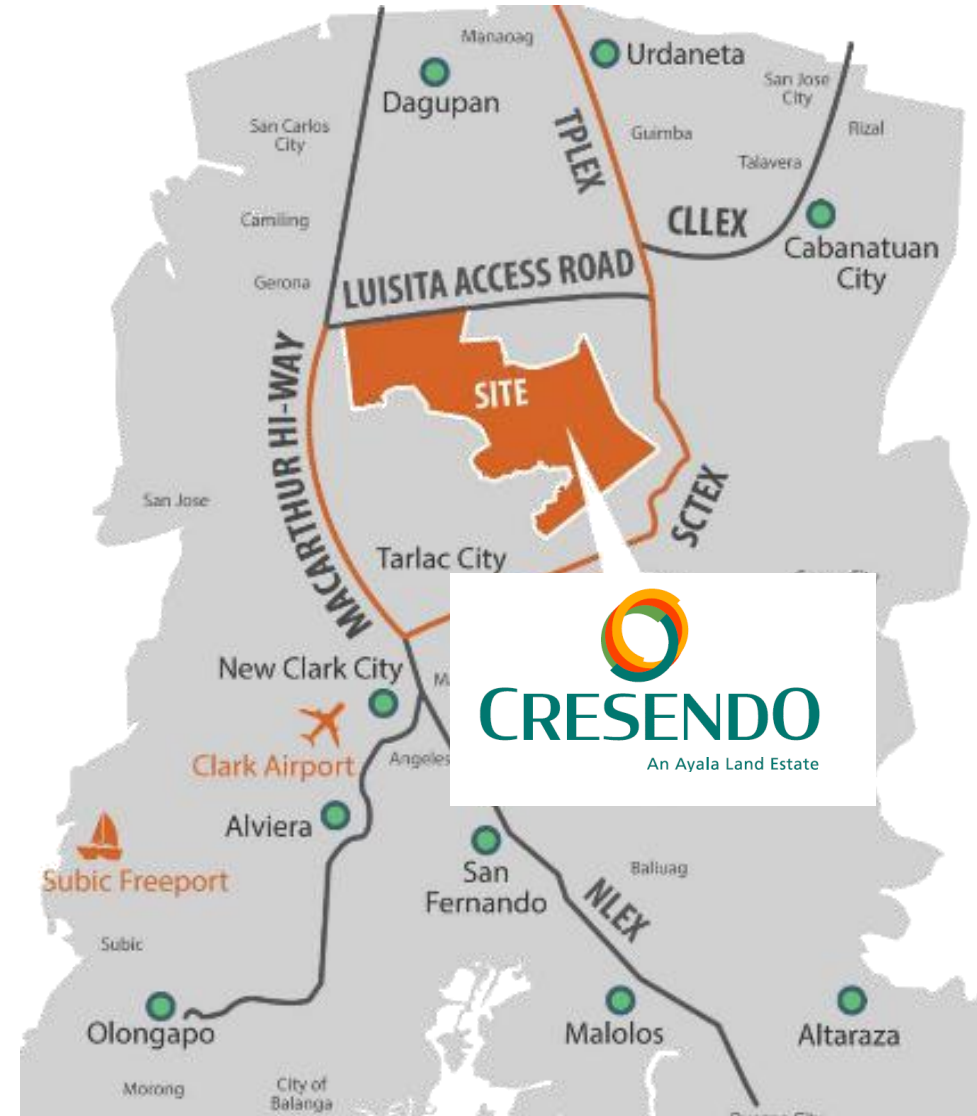 Manaoag
Urdaneta
Dagupan
San Jose
City
San Carlos
City
TPLEX
Guimba
Rizal
Talavera
Camiling
CLLEX
Cabanatuan
City
Gerona
LUISITA ACCESS ROAD
MACARTHUR HI-WAY
SITE
San Jose
SCTEX
Tarlac City
New Clark City
CRESENDO
An Ayala Land Estate
Clark Airport
Angeles
Alviera
Subic Freeport
San
Fernando
Baliuag
NLEX
Subic
Olongapo
Malolos
Altaraza
Morong
City of
Balanga